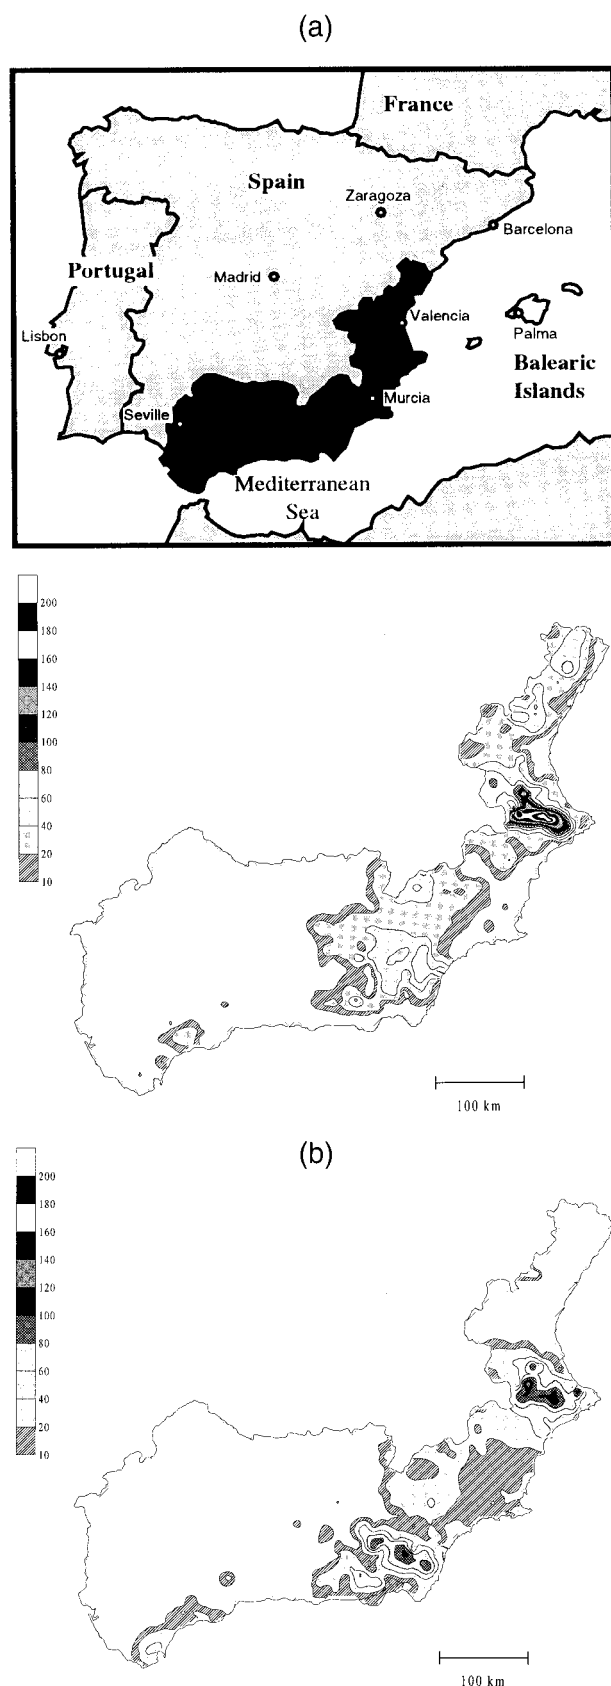 (a)
France
Spain
Zaragoza
Barcelona
Portugal
Madrid
Valencia
Lisbon
Palma
Balearic
Islands
Murcia
Seville
Mediterranean
Sea
200
180
160
140
120
100
80
60
40
20
10
100 km
(b)
200
180
160
140
120
100
80
60
40
20
10
100 km